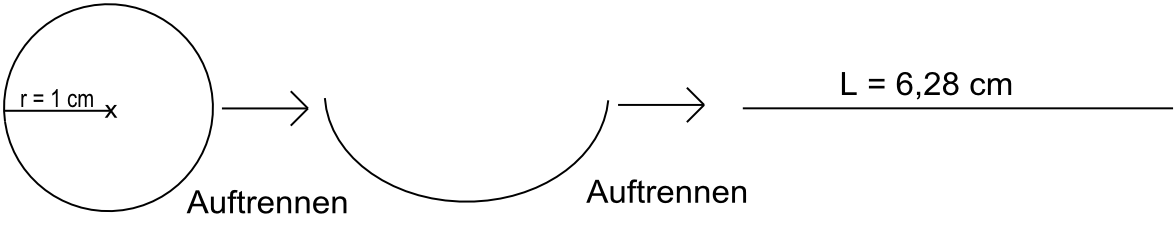 r = 1 cm
x
Auftrennen
Auftrennen
L = 6,28 cm